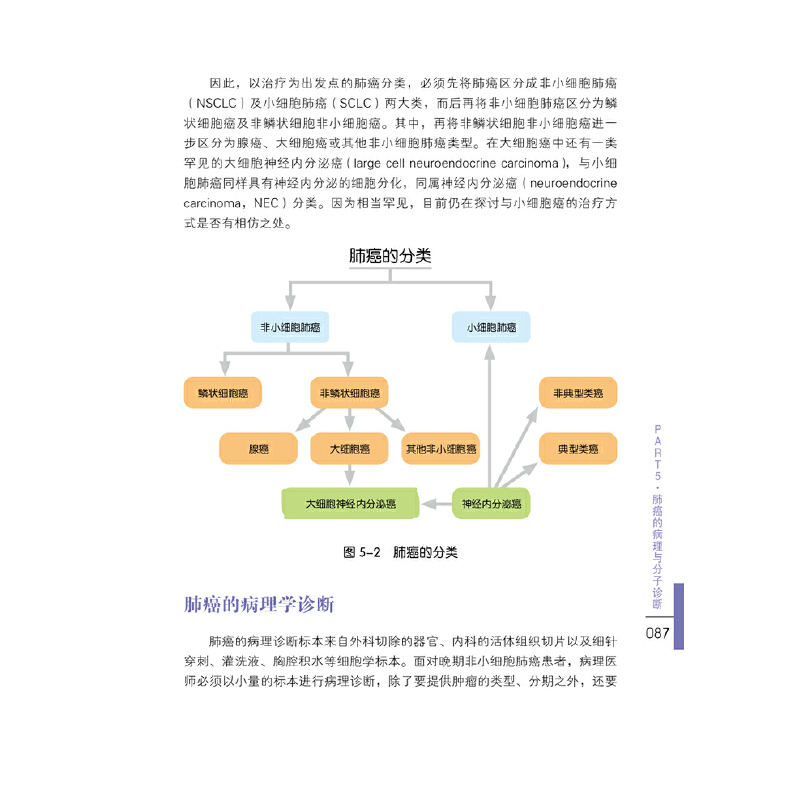 因此，以治疗为出发点的肺癌分类，必须先将肺癌区分成非小细胞肺癌
（NSCLC）及小细胞肺癌（SCLC）两大类，而后再将非小细胞肺癌区分为鳞
状细胞癌及非鳞状细胞非小细胞癌。其中，再将非鳞状细胞非小细胞癌进一
步区分为腺癌、大细胞癌或其他非小细胞肺癌类型。在大细胞癌中还有一类
罕见的大细胞神经内分泌癌（large cell neuroendocrine carcinoma），与小细
胞肺癌同样具有神经内分泌的细胞分化，同属神经内分泌癌（neuroendocrine
carcinoma，NEC）分类。因为相当罕见，目前仍在探讨与小细胞癌的治疗方
式是否有相仿之处。
肺癌的分类
非小细胞肺癌
小细胞肺癌
鳞状细胞癌
非鳞状细胞癌
非典型类癌
腺癌
大细胞癌
其他非小细胞癌
典型类癌
大细胞神经内分泌癌
神经内分泌癌
图 5-2 肺癌的分类
肺癌的病理学诊断
肺癌的病理诊断标本来自外科切除的器官、内科的活体组织切片以及细针
穿刺、灌洗液、胸腔积水等细胞学标本。面对晚期非小细胞肺癌患者，病理医
师必须以小量的标本进行病理诊断，除了要提供肿瘤的类型、分期之外，还要
PART5·肺癌的病理与分子诊断
087